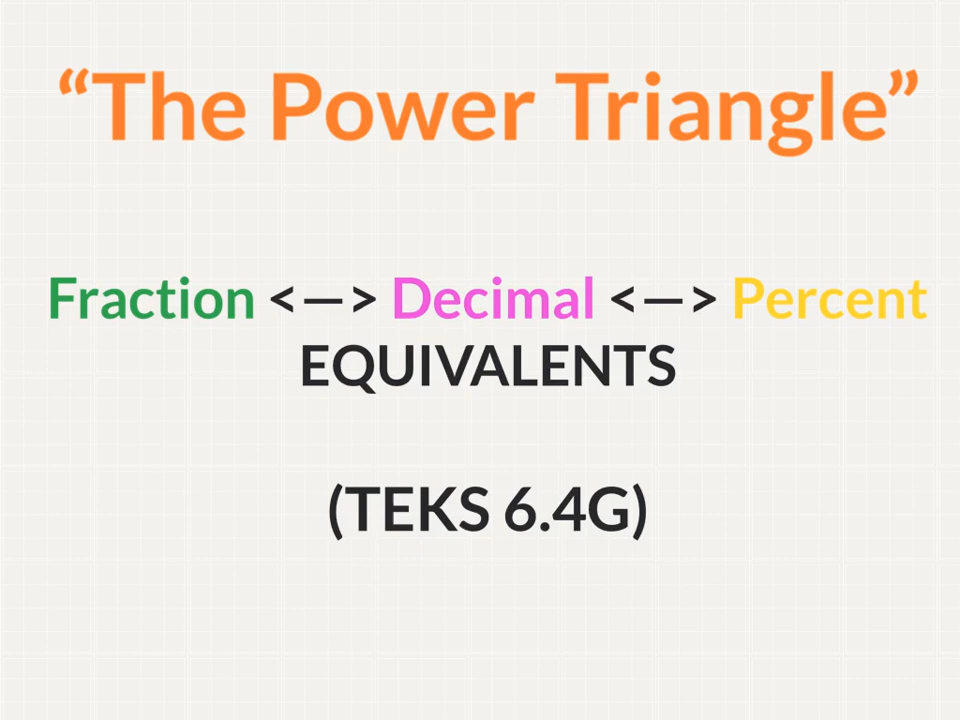 “The Power Triangle”
Fraction <—> Decimal <—> Percent
EQUIVALENTS
(TEKS 6.4G)